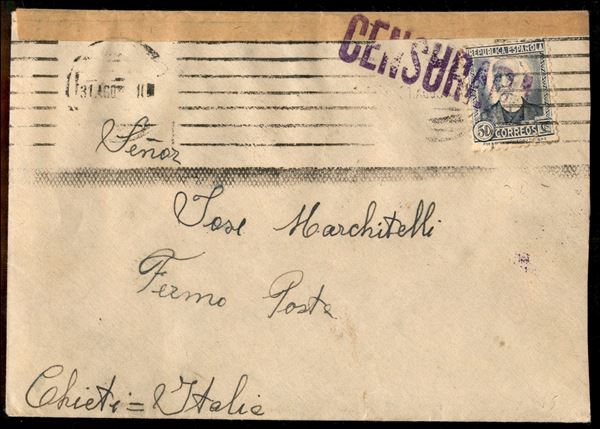 CENSURA
REPUBLICA ESPAÑOLA
31.AGO
50 CORREOS
Señor
Jose Marchitelli
Fermo Posta
Chieti = Italia